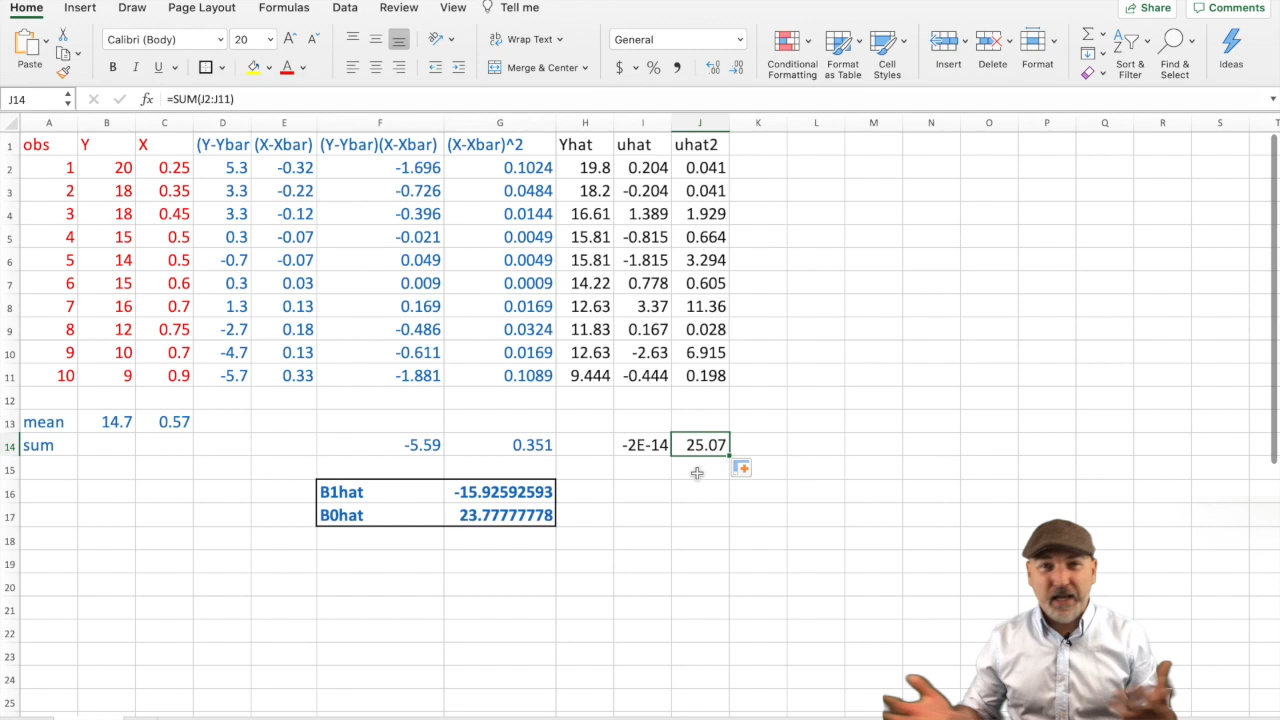 Home Insert Draw Page Layout Formulas Data Review View Tell me Share Comments
Paste Calibri (Body) 20 A A Wrap Text General Conditional Formatting Format as Table Cell Styles Insert Delete Format Sort & Filter Find & Select Ideas
B I U A Merge & Center $ % ,
J14 fx =SUM(J2:J11)
A B C D E F G H I J K L M N O P Q R S T
1 obs Y X (Y-Ybar (X-Xbar) (Y-Ybar)(X-Xbar) (X-Xbar)^2 Yhat uhat uhat2
2 1 20 0.25 5.3 -0.32 -1.696 0.1024 19.8 0.204 0.041
3 2 18 0.35 3.3 -0.22 -0.726 0.0484 18.2 -0.204 0.041
4 3 18 0.45 3.3 -0.12 -0.396 0.0144 16.61 1.389 1.929
5 4 15 0.5 0.3 -0.07 -0.021 0.0049 15.81 -0.815 0.664
6 5 14 0.5 -0.7 -0.07 0.049 0.0049 15.81 -1.815 3.294
7 6 15 0.6 0.3 0.03 0.009 0.0009 14.22 0.778 0.605
8 7 16 0.7 1.3 0.13 0.169 0.0169 12.63 3.37 11.36
9 8 12 0.75 -2.7 0.18 -0.486 0.0324 11.83 0.167 0.028
10 9 10 0.7 -4.7 0.13 -0.611 0.0169 12.63 -2.63 6.915
11 10 9 0.9 -5.7 0.33 -1.881 0.1089 9.444 -0.444 0.198
12
13 mean 14.7 0.57
14 sum -5.59 0.351 -2E-14 25.07
15
16 B1hat -15.92592593
17 B0hat 23.77777778
18
19
20
21
22
23
24
25